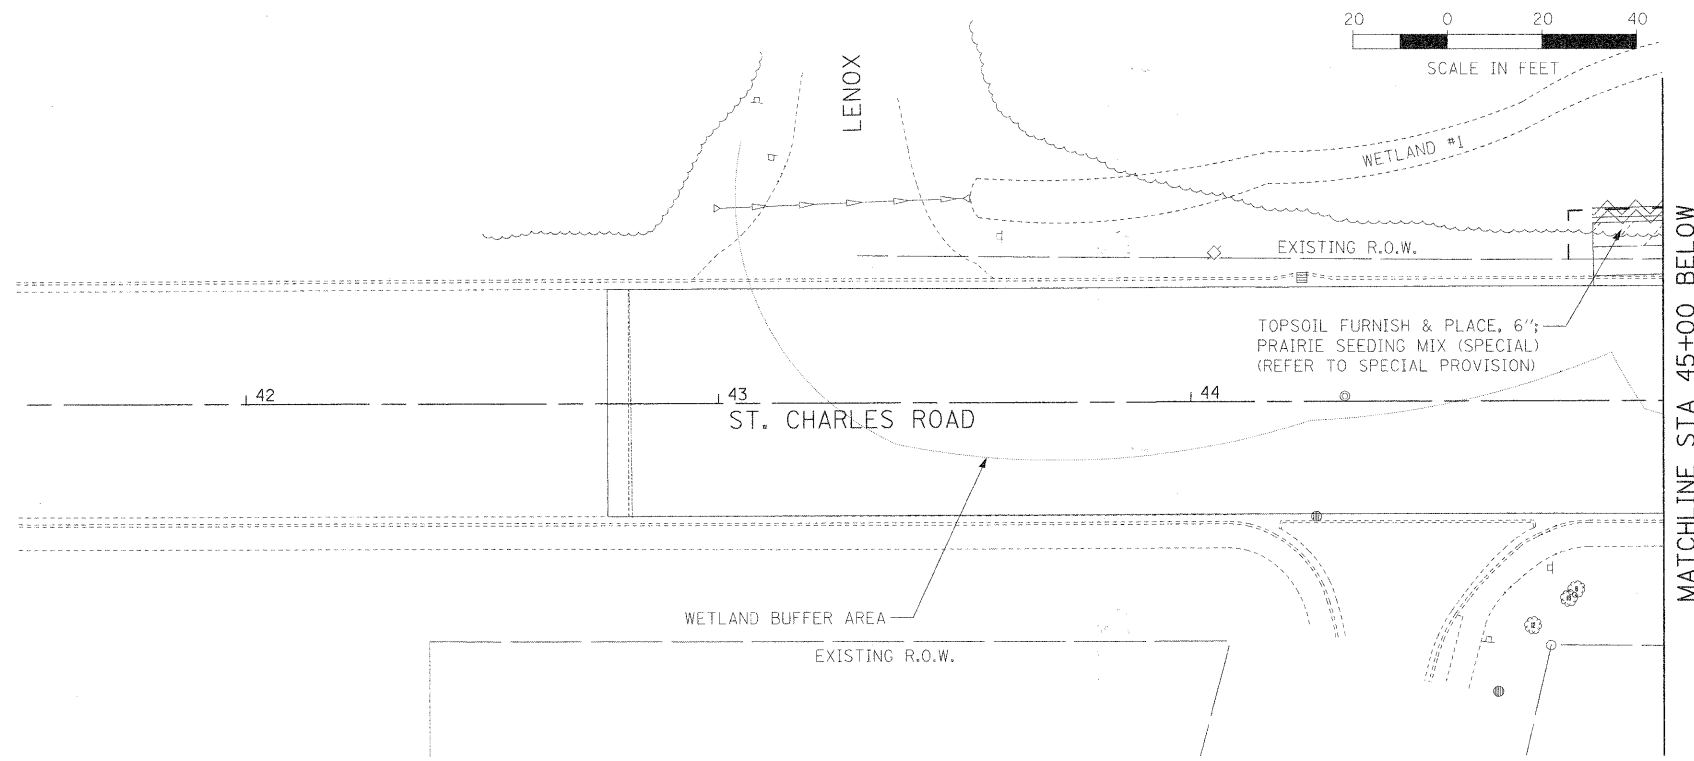 20 0 20 40
SCALE IN FEET
LENOX
WETLAND #1
EXISTING R.O.W.
TOPSOIL FURNISH & PLACE, 6";
PRAIRIE SEEDING MIX (SPECIAL)
(REFER TO SPECIAL PROVISION)
42 43 44
ST. CHARLES ROAD
MATCHLINE STA 45+00 BELOW
WETLAND BUFFER AREA
EXISTING R.O.W.